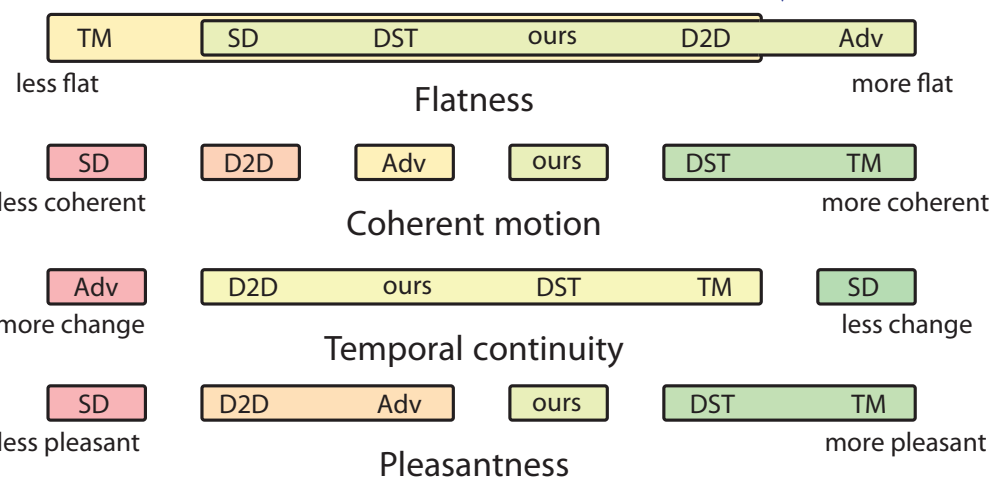 TM SD DST ours D2D Adv
less flat more flat
Flatness
SD D2D Adv ours DST TM
less coherent more coherent
Coherent motion
Adv D2D ours DST TM SD
more change less change
Temporal continuity
SD D2D Adv ours DST TM
less pleasant more pleasant
Pleasantness